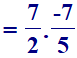 = 7/2 . -7/5